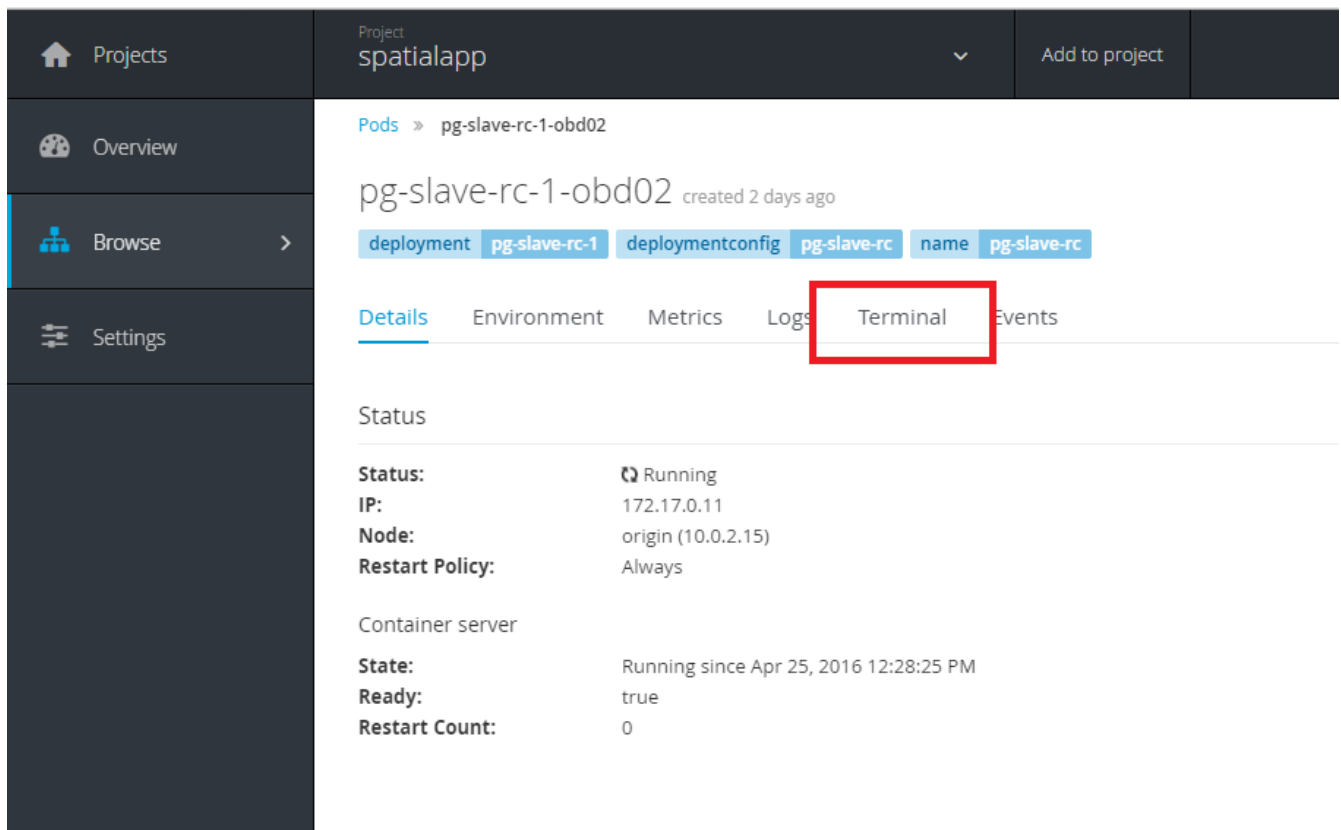 Projects
Project
spatialapp
Add to project
Overview
Browse
Settings
Pods » pg-slave-rc-1-obd02
pg-slave-rc-1-obd02 created 2 days ago
deployment pg-slave-rc-1 deploymentconfig pg-slave-rc name pg-slave-rc
Details Environment Metrics Logs Terminal Events
Status
Status: Running
IP: 172.17.0.11
Node: origin (10.0.2.15)
Restart Policy: Always
Container server
State: Running since Apr 25, 2016 12:28:25 PM
Ready: true
Restart Count: 0